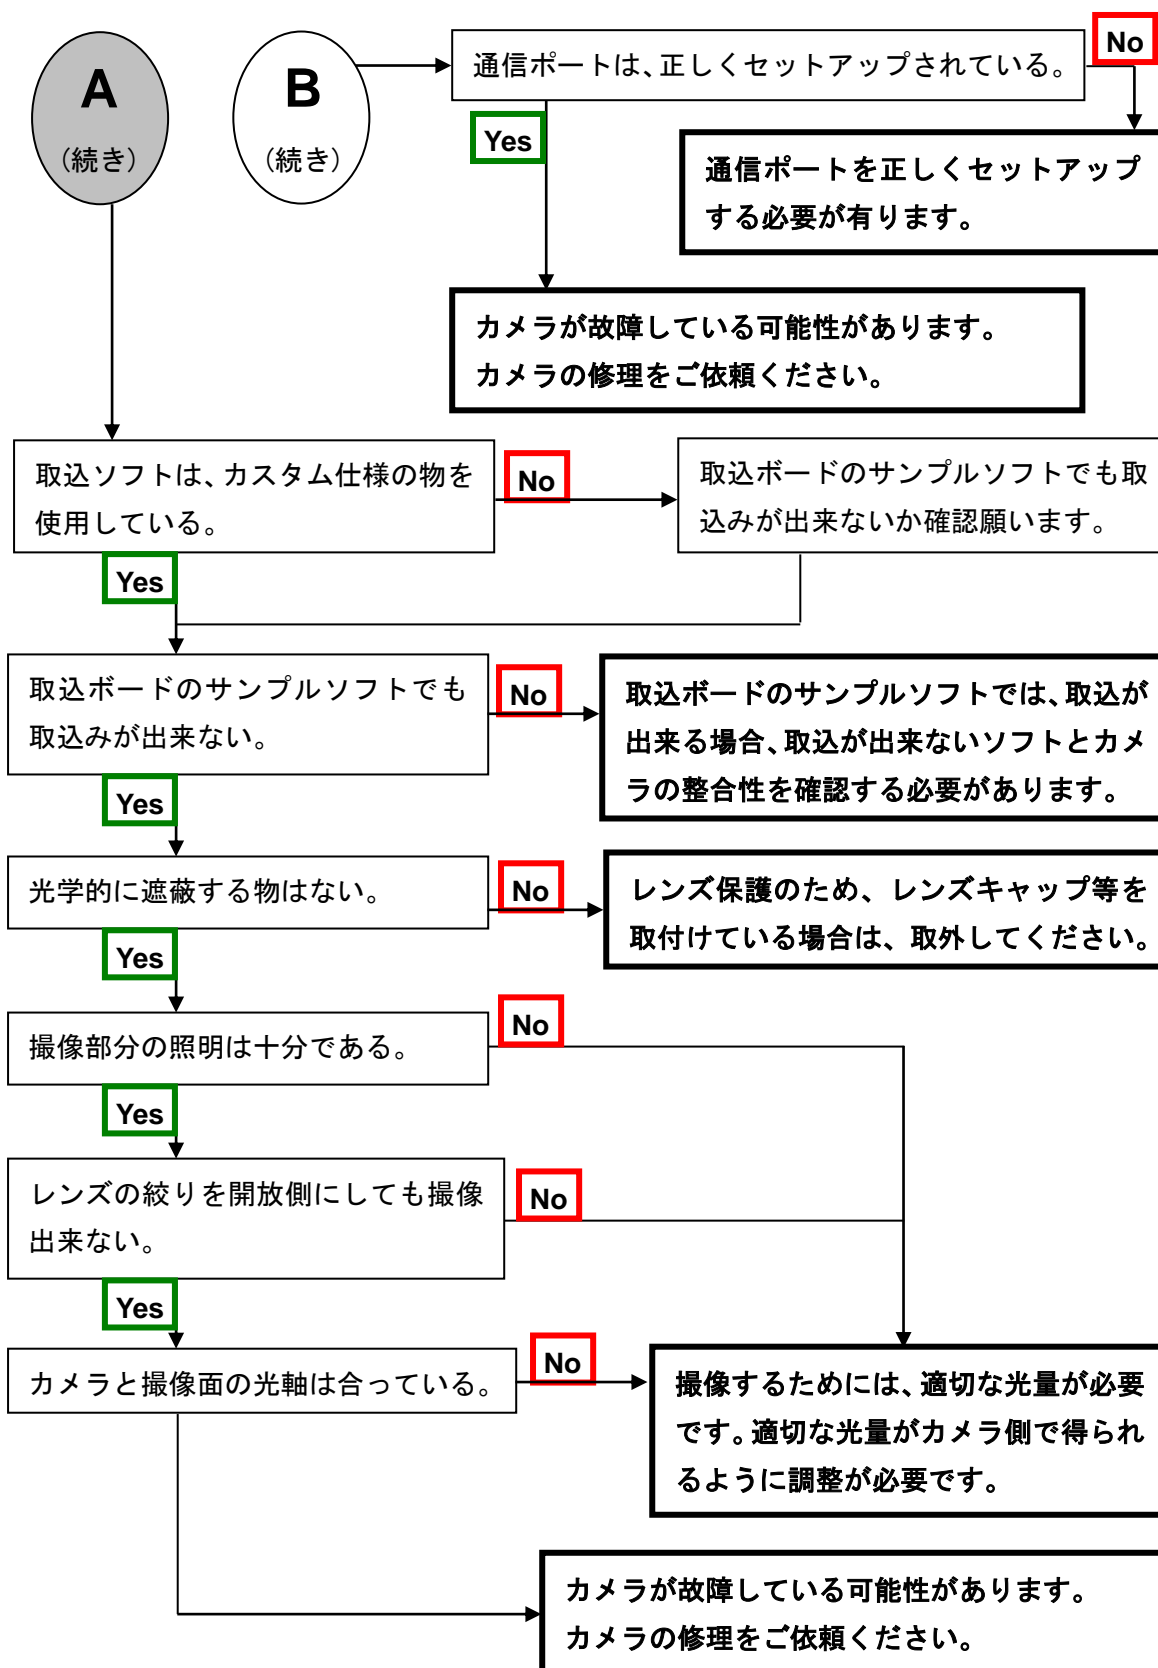 A
(続き)
B
(続き)
通信ポートは、正しくセットアップされている。
No
Yes
通信ポートを正しくセットアップ
する必要が有ります。
カメラが故障している可能性があります。
カメラの修理をご依頼ください。
取込ソフトは、カスタム仕様の物を
使用している。
No
取込ボードのサンプルソフトでも取
込みが出来ないか確認願います。
Yes
取込ボードのサンプルソフトでも
取込みが出来ない。
No
取込ボードのサンプルソフトでは、取込が
出来る場合、取込が出来ないソフトとカメ
ラの整合性を確認する必要があります。
Yes
光学的に遮蔽する物はない。
No
レンズ保護のため、レンズキャップ等を
取付けている場合は、取外してください。
Yes
撮像部分の照明は十分である。
No
Yes
レンズの絞りを開放側にしても撮像
出来ない。
No
Yes
カメラと撮像面の光軸は合っている。
No
撮像するためには、適切な光量が必要
です。適切な光量がカメラ側で得られ
るように調整が必要です。
カメラが故障している可能性があります。
カメラの修理をご依頼ください。